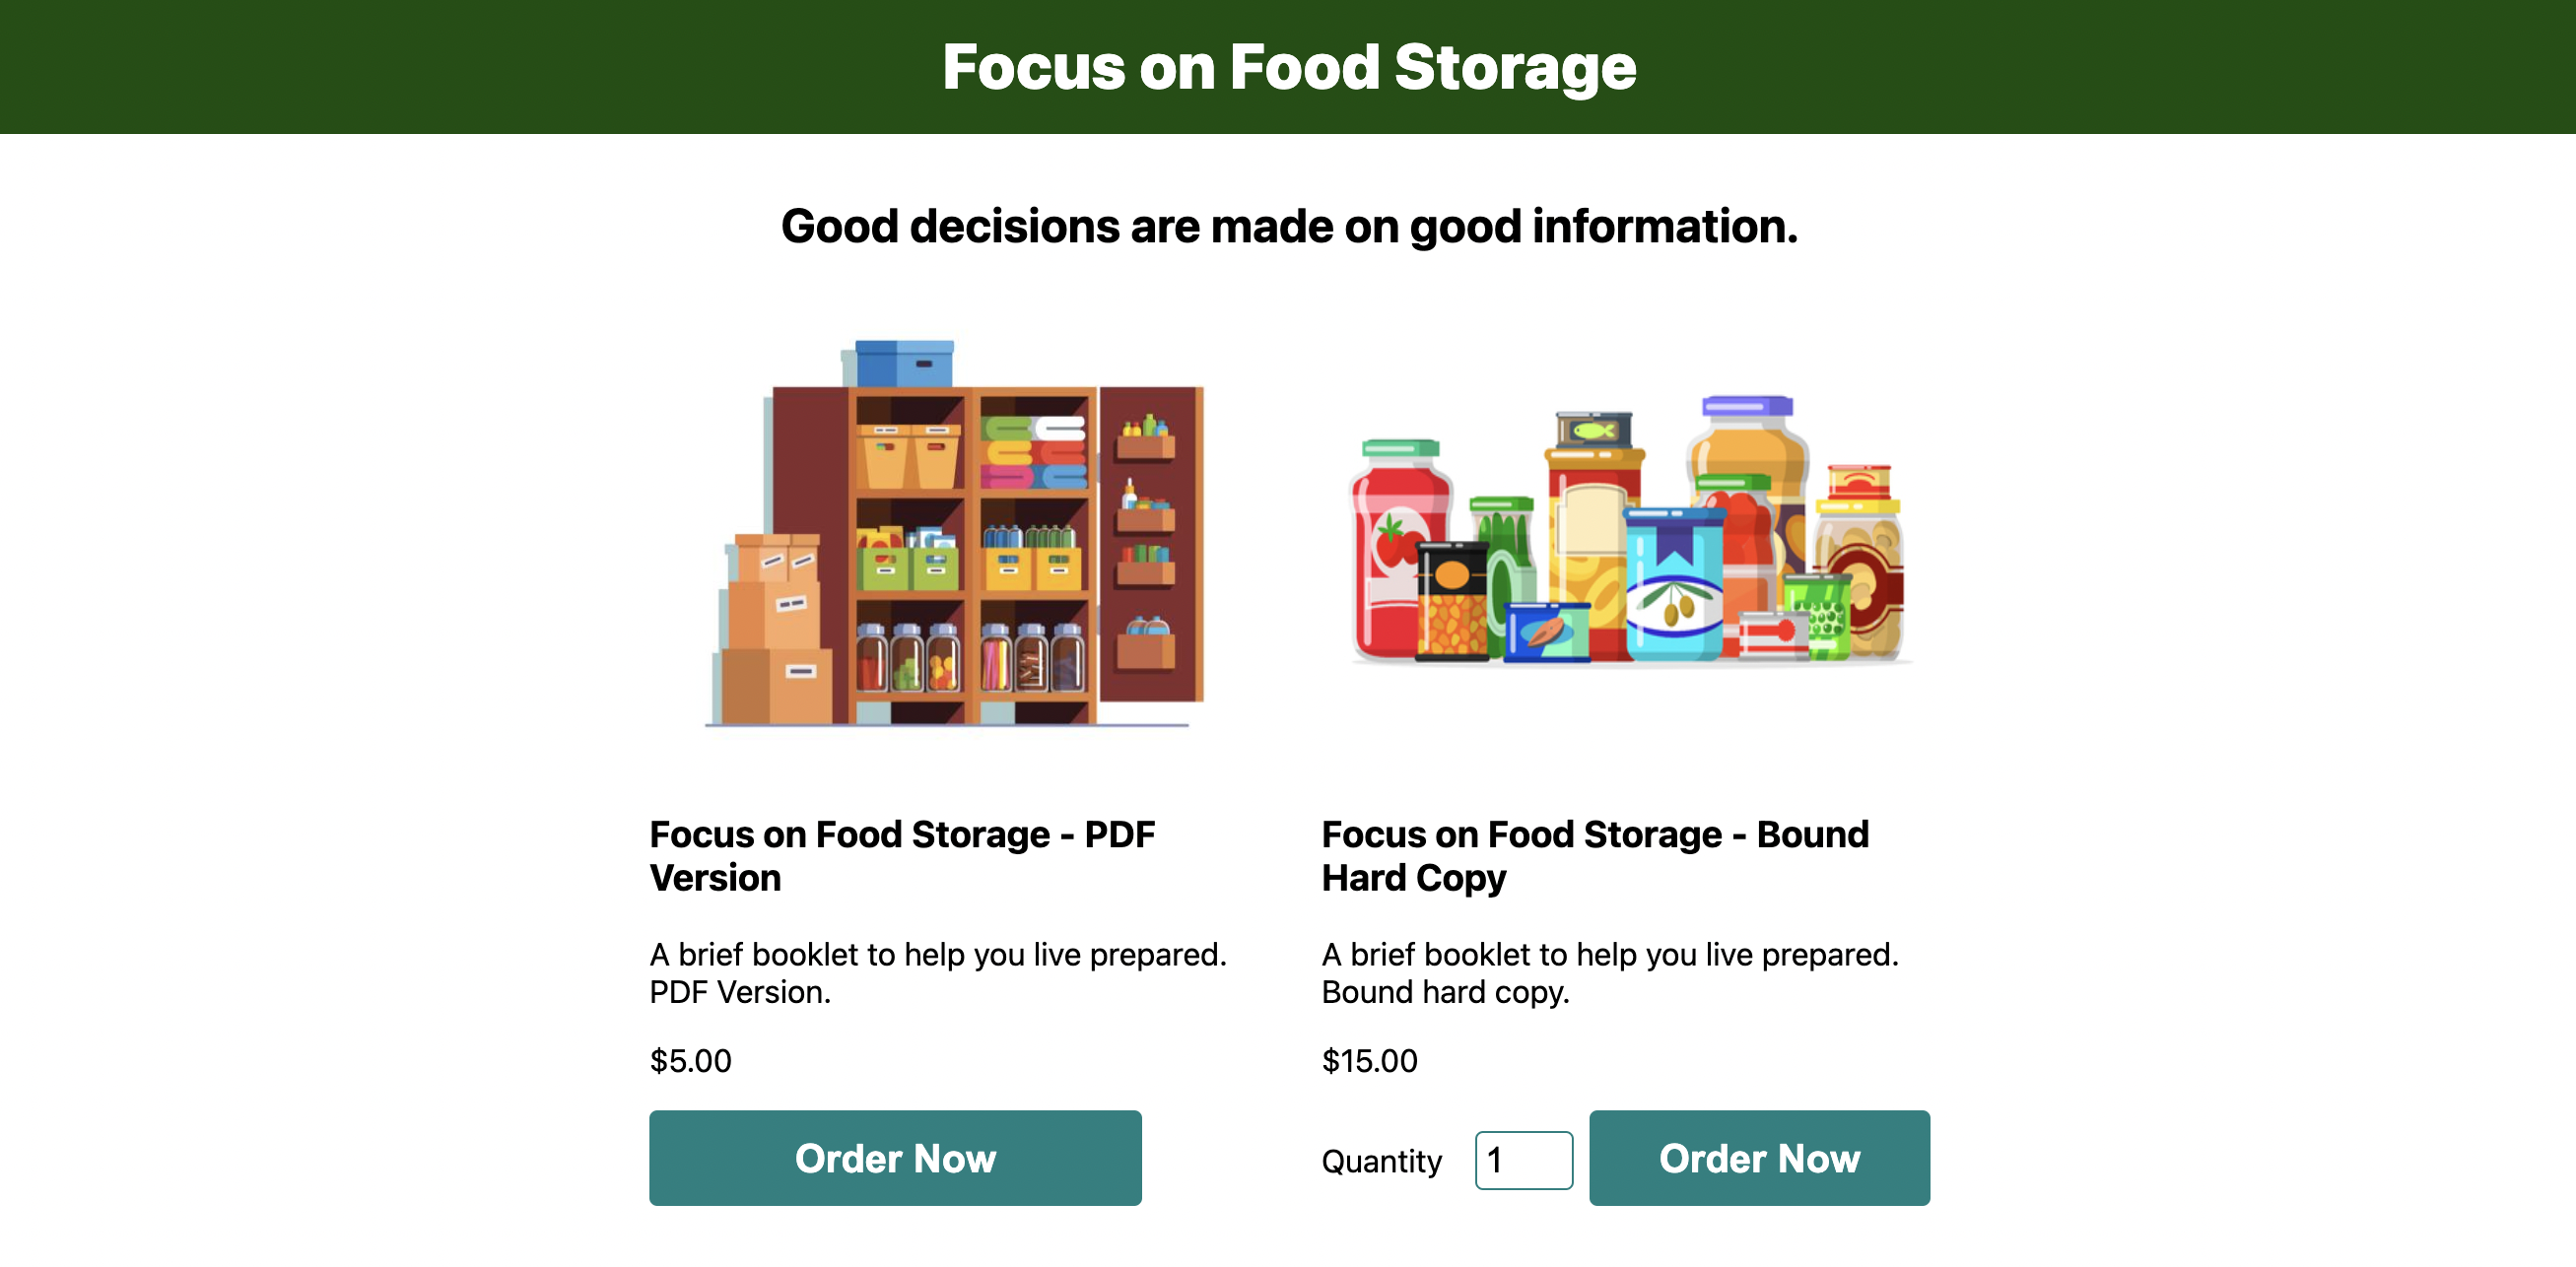 Focus on Food Storage
Good decisions are made on good information.
Focus on Food Storage - PDF
Version
A brief booklet to help you live prepared.
PDF Version.
$5.00
Order Now
Focus on Food Storage - Bound
Hard Copy
A brief booklet to help you live prepared.
Bound hard copy.
$15.00
Quantity 1 Order Now